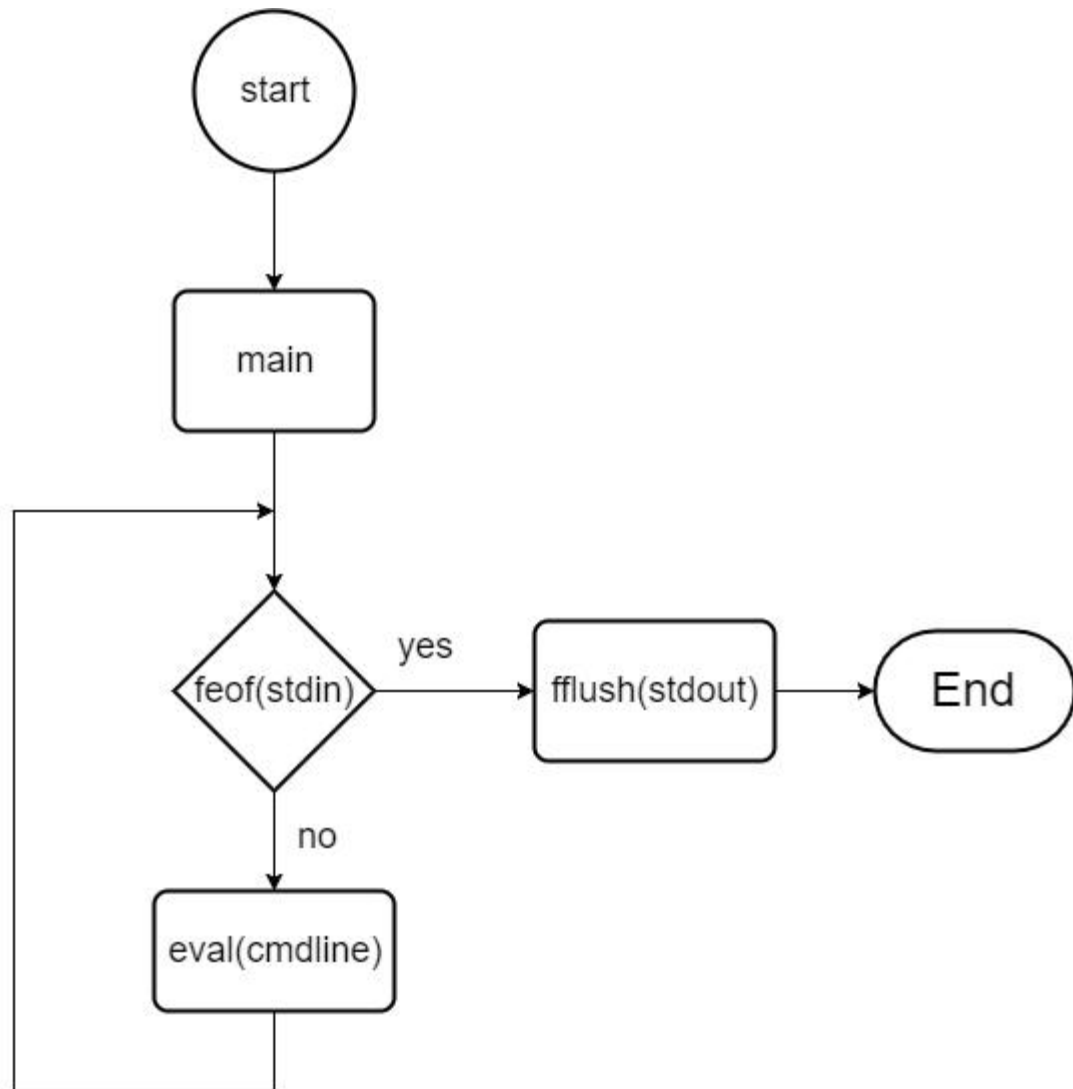 start
main
feof(stdin)
yes
fflush(stdout)
End
no
eval(cmdline)